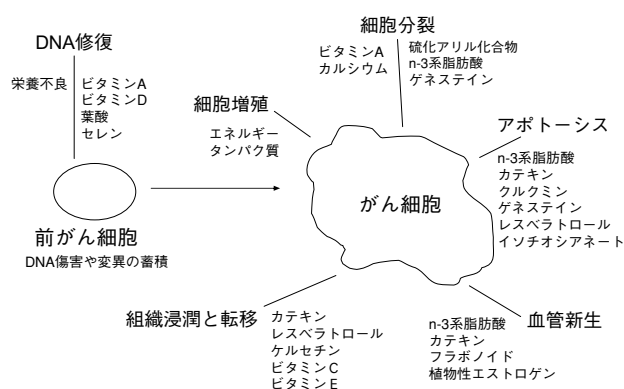 DNA修復
栄養不良
ビタミンA
ビタミンD
葉酸
セレン
前がん細胞
DNA傷害や変異の蓄積
細胞増殖
エネルギー
タンパク質
細胞分裂
ビタミンA
カルシウム
硫化アリル化合物
n-3系脂肪酸
ゲネステイン
アポトーシス
n-3系脂肪酸
カテキン
クルクミン
ゲネステイン
レスベラトロール
イソチオシアネート
がん細胞
組織浸潤と転移
カテキン
レスベラトロール
ケルセチン
ビタミンC
ビタミンE
血管新生
n-3系脂肪酸
カテキン
フラボノイド
植物性エストロゲン